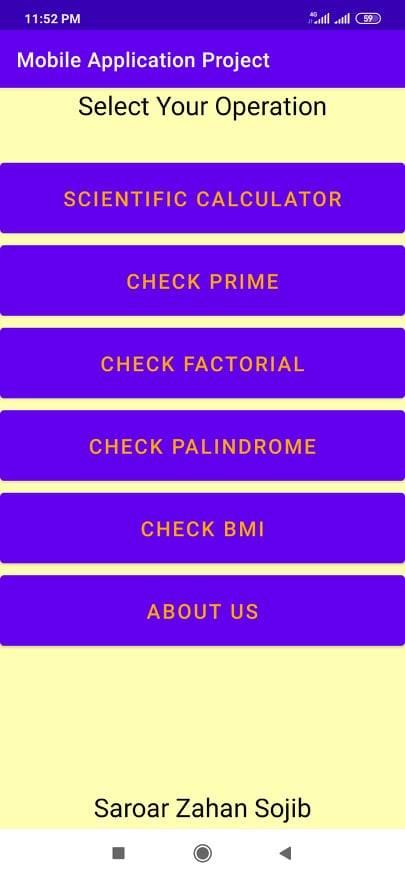 11:52 PM
4G
59
Mobile Application Project
Select Your Operation
SCIENTIFIC CALCULATOR
CHECK PRIME
CHECK FACTORIAL
CHECK PALINDROME
CHECK BMI
ABOUT US
Saroar Zahan Sojib